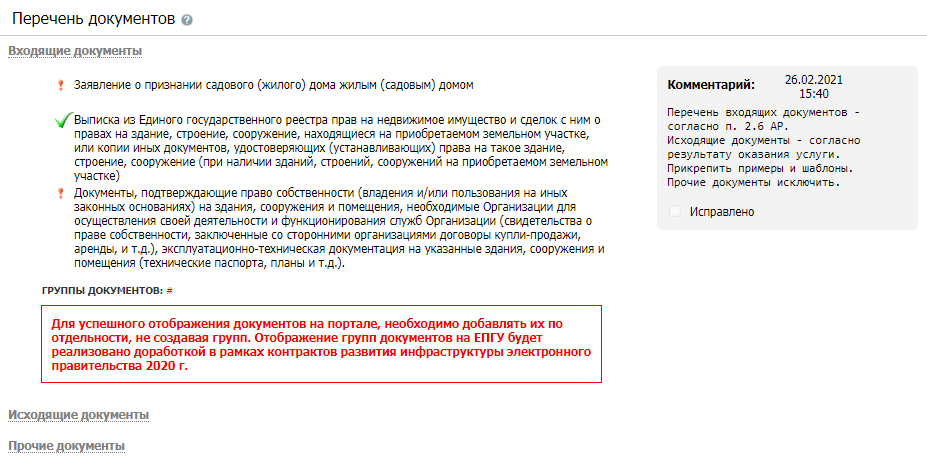 Перечень документов ?
Входящие документы
Заявление о признании садового (жилого) дома жилым (садовым) домом
Выписка из Единого государственного реестра прав на недвижимое имущество и сделок с ним о
правах на здание, строение, сооружение, находящиеся на приобретаемом земельном участке,
или копии иных документов, удостоверяющих (устанавливающих) права на такое здание,
строение, сооружение (при наличии зданий, строений, сооружений на приобретаемом земельном
участке)
Документы, подтверждающие право собственности (владения и/или пользования на иных
законных основаниях) на здания, сооружения и помещения, необходимые Организации для
осуществления своей деятельности и функционирования служб Организации (свидетельства о
праве собственности, заключенные со сторонними организациями договоры купли-продажи,
аренды, и т.д.), эксплуатационно-техническая документация на указанные здания, сооружения и
помещения (технические паспорта, планы и т.д.).
ГРУППЫ ДОКУМЕНТОВ: #
Для успешного отображения документов на портале, необходимо добавлять их по
отдельности, не создавая групп. Отображение групп документов на ЕПГУ будет
реализовано доработкой в рамках контрактов развития инфраструктуры электронного
правительства 2020 г.
Исходящие документы
Прочие документы
Комментарий: 26.02.2021
15:40
Перечень входящих документов -
согласно п. 2.6 АР.
Исходящие документы - согласно
результату оказания услуги.
Прикрепить примеры и шаблоны.
Прочие документы исключить.
Исправлено